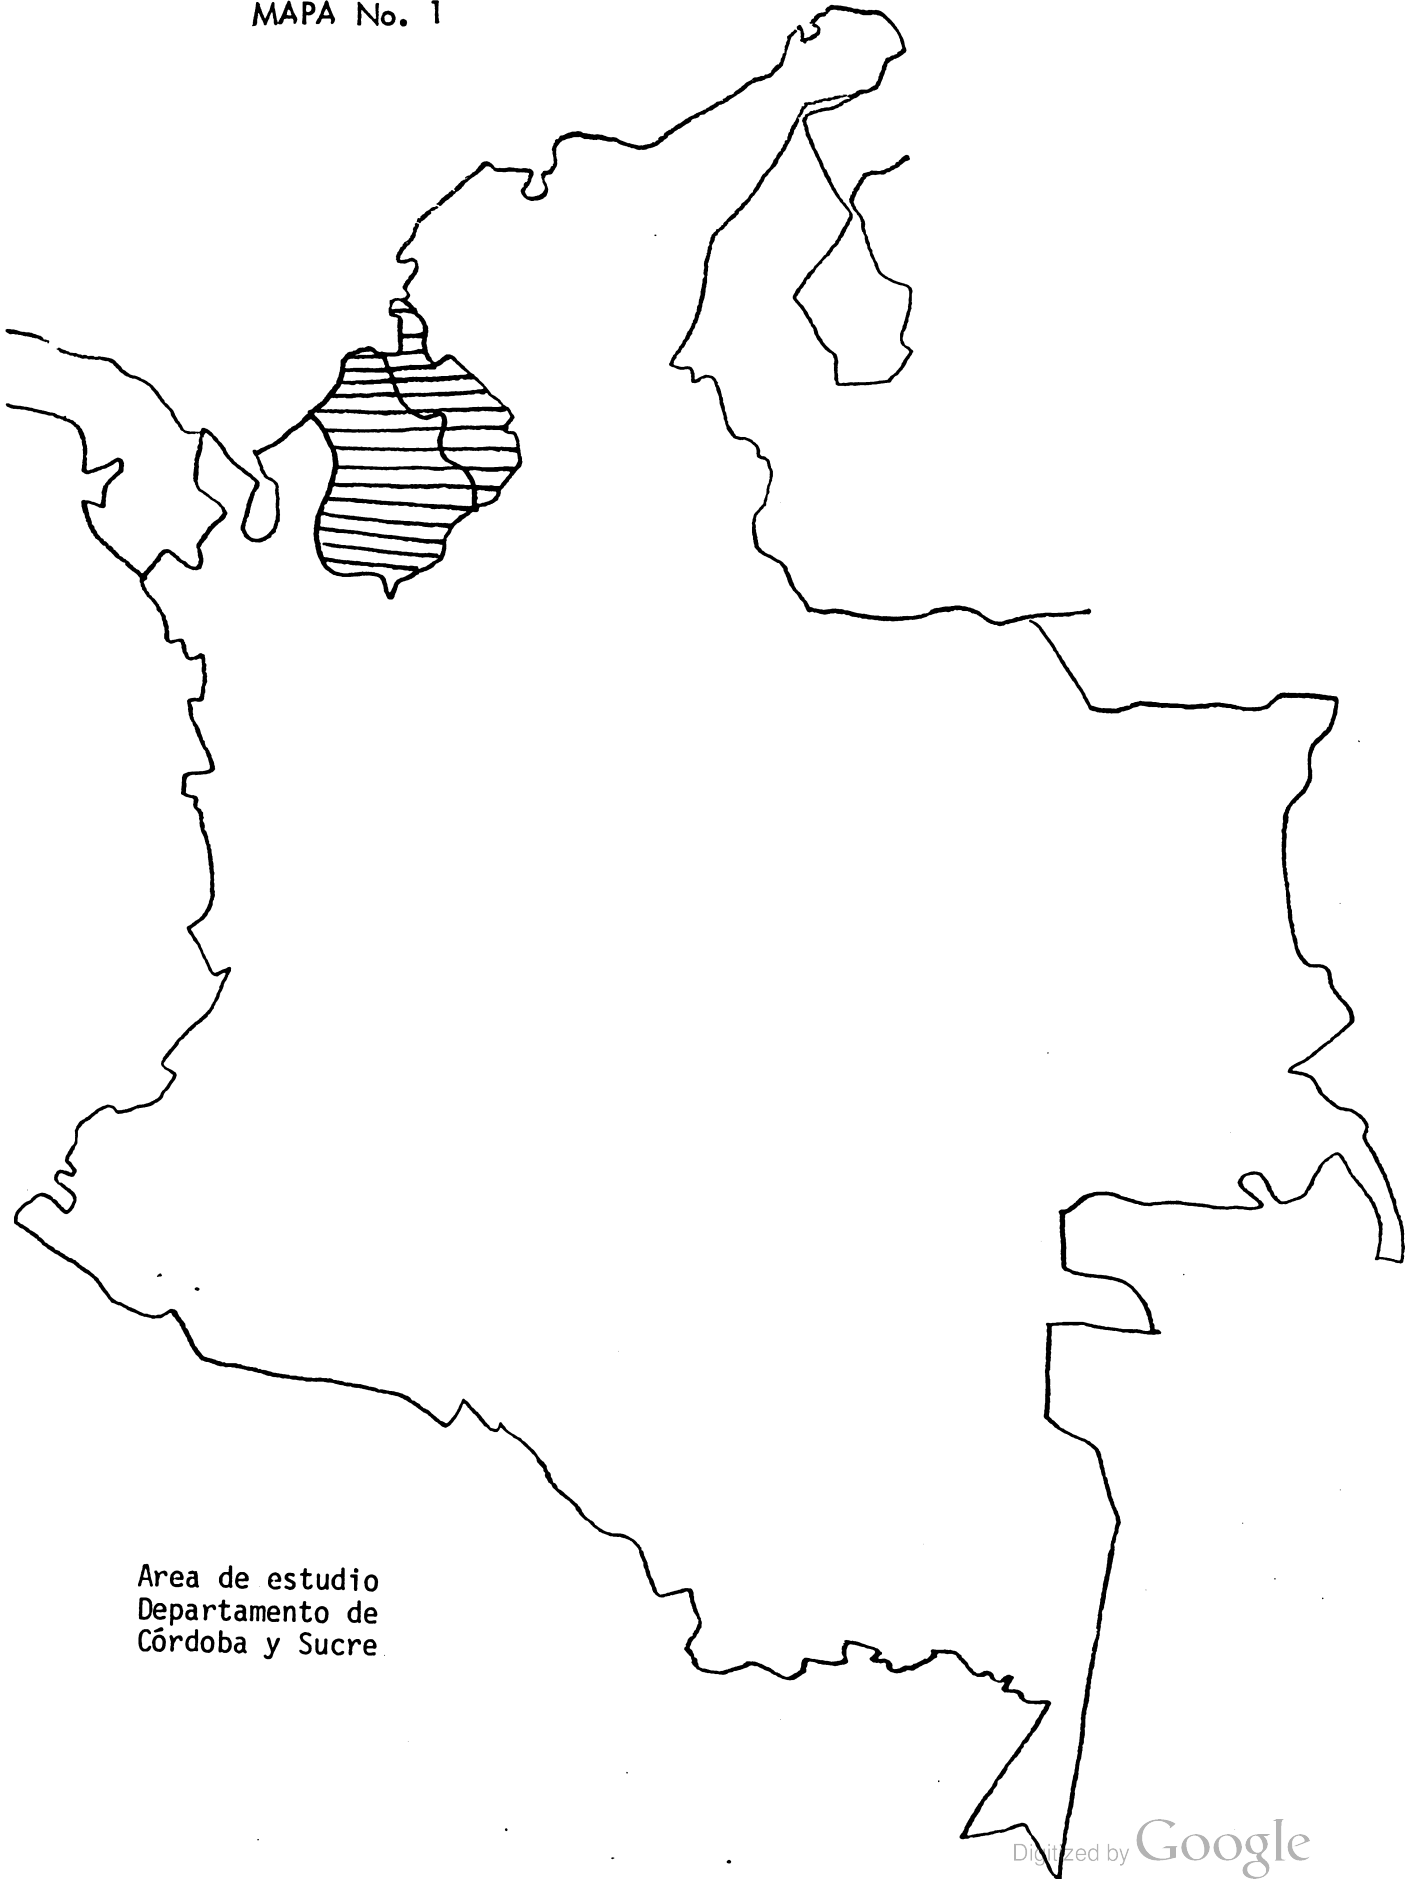 MAPA No. 1
Area de estudio
Departamento de
Córdoba y Sucre
Digitized by Google